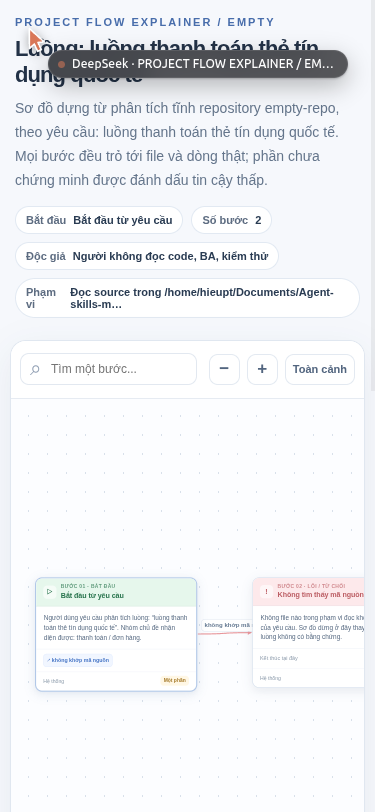 PROJECT FLOW EXPLAINER / EMPTY
Luồng: luồng thanh toán thẻ tín
DeepSeek · PROJECT FLOW EXPLAINER / EM…
dụng quốc tế
Sơ đồ dựng từ phân tích tĩnh repository empty-repo,
theo yêu cầu: luồng thanh toán thẻ tín dụng quốc tế.
Mọi bước đều trỏ tới file và dòng thật; phần chưa
chứng minh được đánh dấu tin cậy thấp.
Bắt đầu Bắt đầu từ yêu cầu
Số bước 2
Độc giả Người không đọc code, BA, kiểm thử
Phạm vi Đọc source trong /home/hieupt/Documents/Agent-skills-m…
Tìm một bước...
− + Toàn cảnh
BƯỚC 01 · BẮT ĐẦU
Bắt đầu từ yêu cầu
Người dùng yêu cầu phân tích luồng: "luồng thanh
toán thẻ tín dụng quốc tế". Nhóm chủ đề nhận
diện được: thanh toán / đơn hàng.
không khớp mã nguồn
Hệ thống
Một phần
không khớp mã
BƯỚC 02 · LỖI / TỪ CHỐI
Không tìm thấy mã nguồn
Không file nào trong phạm vi đọc
của yêu cầu. Sơ đồ dừng ở đây
luồng không có bằng chứng.
Kết thúc tại đây
Hệ thống